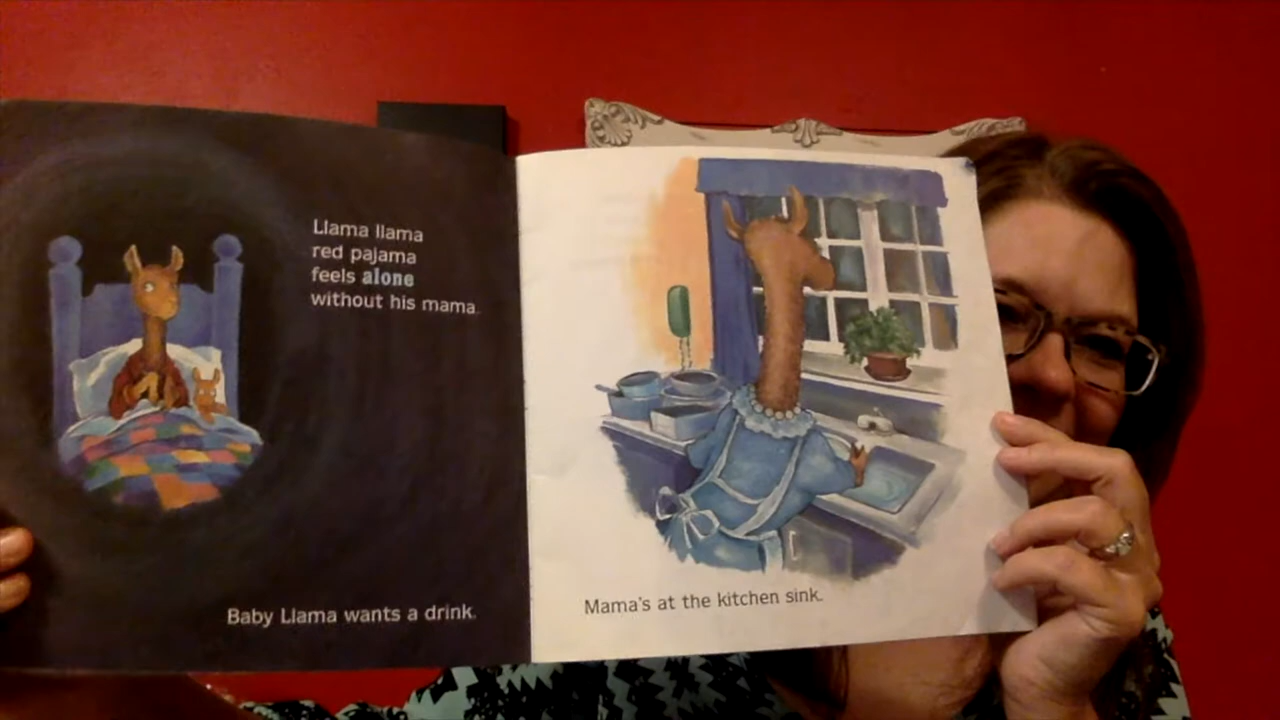 Llama llama
red pajama
feels alone
without his mama.
Baby Llama wants a drink.
Mama's at the kitchen sink.